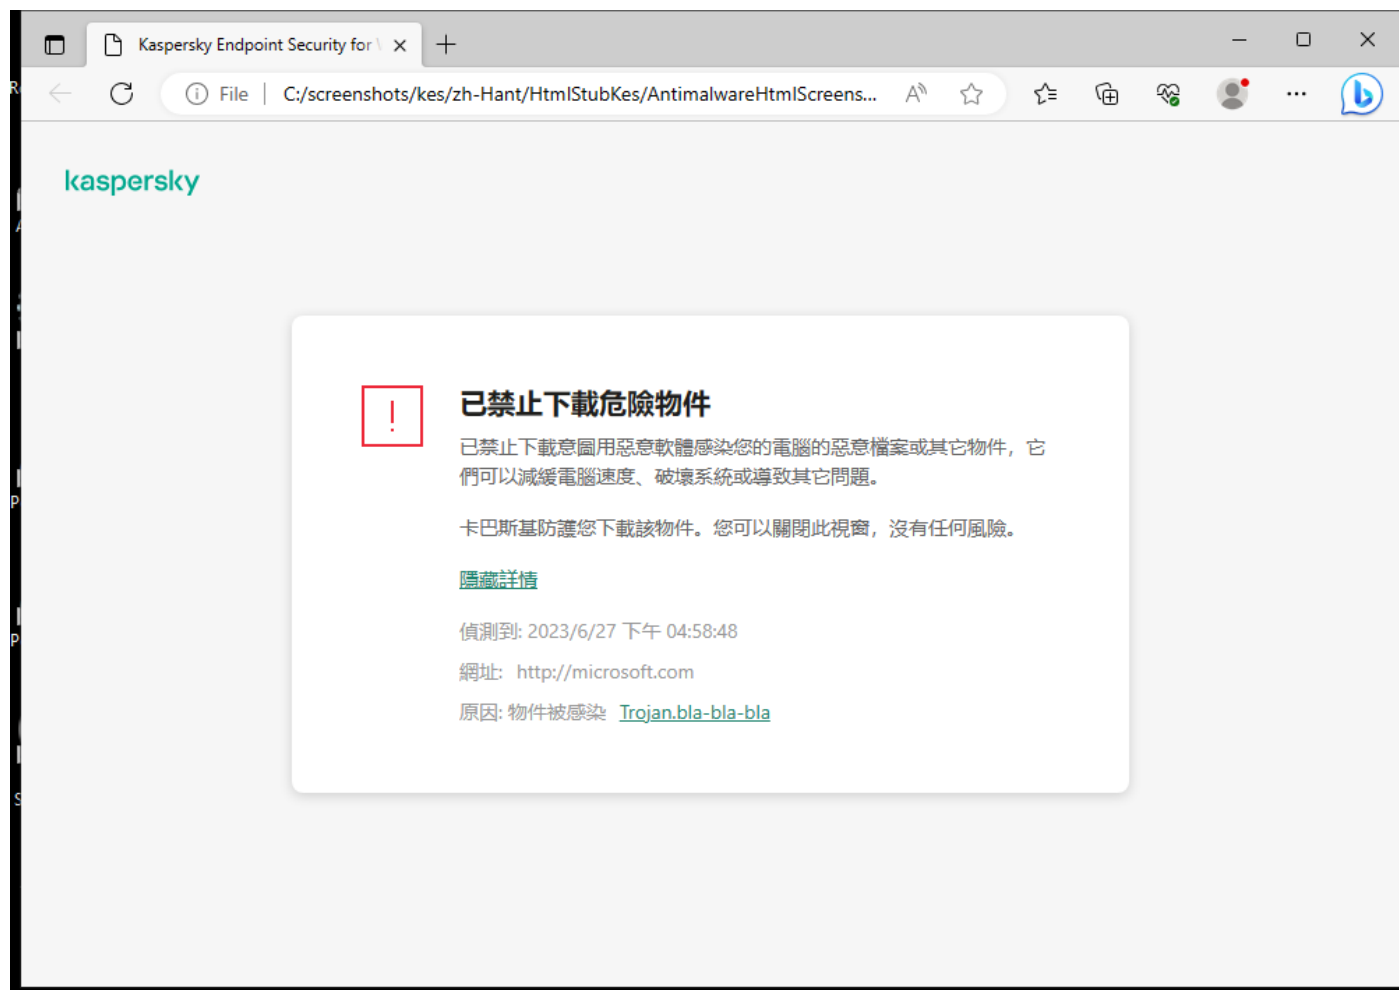 Kaspersky Endpoint Security for
File
C:/screenshots/kes/zh-Hant/HtmlStubKes/AntimalwareHtmlScreens...
kaspersky
已禁止下載危險物件
已禁止下載意圖用惡意軟體感染您的電腦的惡意檔案或其它物件，它
們可以減緩電腦速度、破壞系統或導致其它問題。
卡巴斯基防護您下載該物件。您可以關閉此視窗，沒有任何風險。
隱藏詳情
偵測到: 2023/6/27 下午 04:58:48
網址: http://microsoft.com
原因: 物件被感染 Trojan.bla-bla-bla